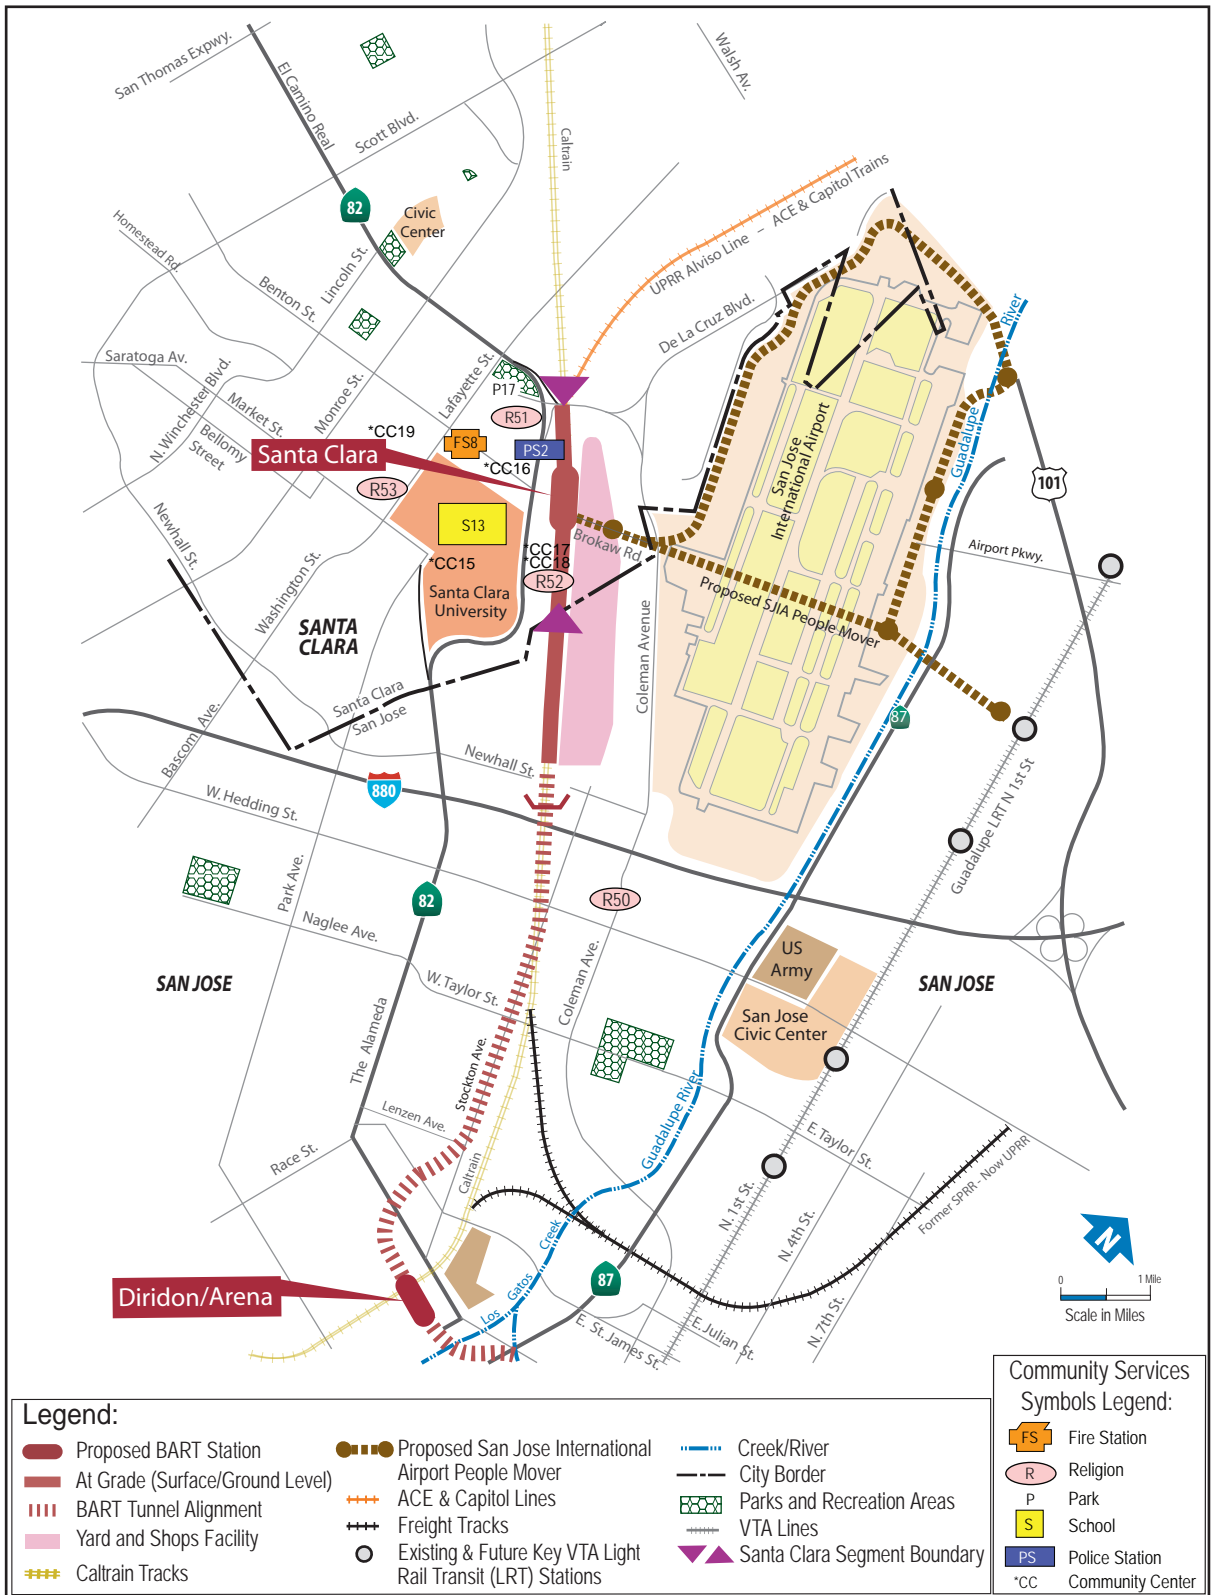 San Thomas Expwy.
El Camino Real
Scott Blvd.
Caltrain
Walsh Av.
82
Civic
Center
UPRR Alviso Line – ACE & Capitol Trains
Homestead Rd.
Lincoln St.
Benton St.
De La Cruz Blvd.
River
Saratoga Av.
N. Winchester Blvd.
Market St.
Bellomy
Street
Monroe St.
Lafayette St.
P17
R51
*CC19
FS8
PS2
*CC16
Santa Clara
R53
S13
San Jose
International Airport
Guadalupe
101
Newhall St.
Brokaw Rd.
*CC17
*CC18
*CC15
R52
Santa Clara
University
Airport Pkwy.
Washington St.
Proposed SJIA People Mover
SANTA
CLARA
Coleman Avenue
Santa Clara
San Jose
87
Bascom Ave.
Newhall St.
880
W. Hedding St.
Guadalupe LRT N 1st St
Park Ave.
82
R50
Naglee Ave.
US
Army
SAN JOSE
W. Taylor St.
Coleman Ave.
SAN JOSE
San Jose
Civic Center
The Alameda
Stockton Ave.
Lenzen Ave.
Guadalupe River
E. Taylor St.
Race St.
Caltrain
Former SPRR - Now UPRR
N. 1st St.
N. 4th St.
Creek
Gatos
Los
87
N
Diridon/Arena
0 1 Mile
Scale in Miles
E. St. James St.
E. Julian St.
N. 7th St.
Community Services
Symbols Legend:
FS Fire Station
R Religion
P Park
S School
PS Police Station
*CC Community Center
Legend:
Proposed BART Station
At Grade (Surface/Ground Level)
BART Tunnel Alignment
Yard and Shops Facility
Caltrain Tracks
Proposed San Jose International
Airport People Mover
ACE & Capitol Lines
Freight Tracks
Existing & Future Key VTA Light
Rail Transit (LRT) Stations
Creek/River
City Border
Parks and Recreation Areas
VTA Lines
Santa Clara Segment Boundary